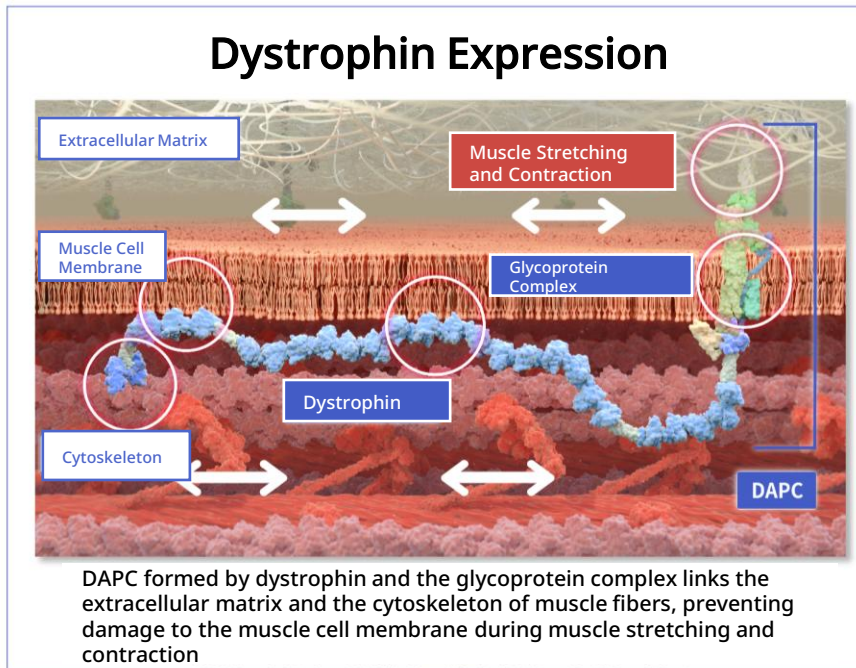 Dystrophin Expression
Extracellular Matrix
Muscle Stretching
and Contraction
Muscle Cell
Membrane
Glycoprotein
Complex
Dystrophin
Cytoskeleton
DAPC
DAPC formed by dystrophin and the glycoprotein complex links the
extracellular matrix and the cytoskeleton of muscle fibers, preventing
damage to the muscle cell membrane during muscle stretching and
contraction